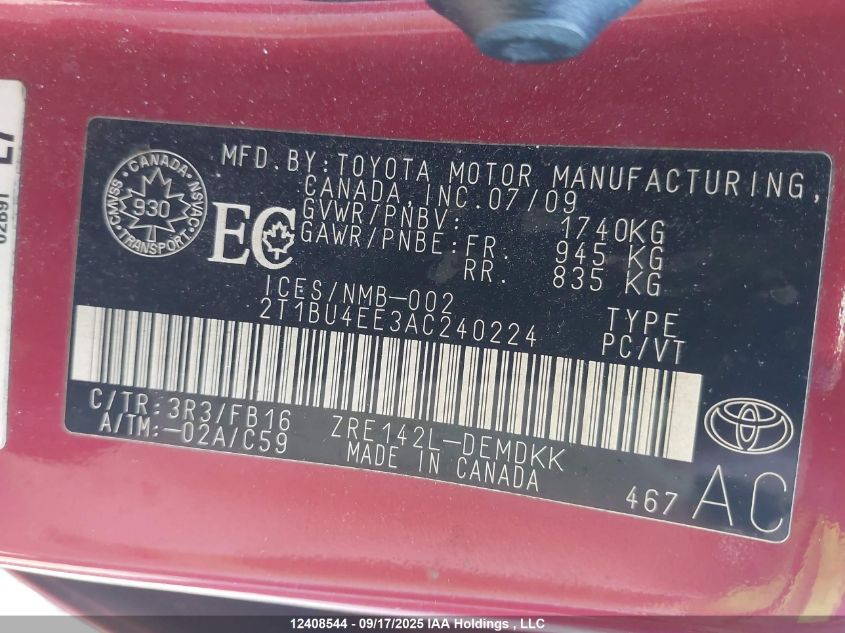 MFD.BY:TOYOTA MOTOR MANUFACTURING,
CANADA, INC. 07/09
GVWR/PNBV: 1740KG
GAWR/PNBE: FR. 945 KG
RR. 835 KG
CANADA
CMVSS NSVAC
930
TRANSPORT
EC
ICES/NMB-002
2T1BU4EE3AC240224
TYPE
PC/VT
C/TR:3R3/FB16
A/TM:-02A/C59
ZRE142L-DEMDKK
MADE IN CANADA
467 AC
12408544 - 09/17/2025 IAA Holdings , LLC